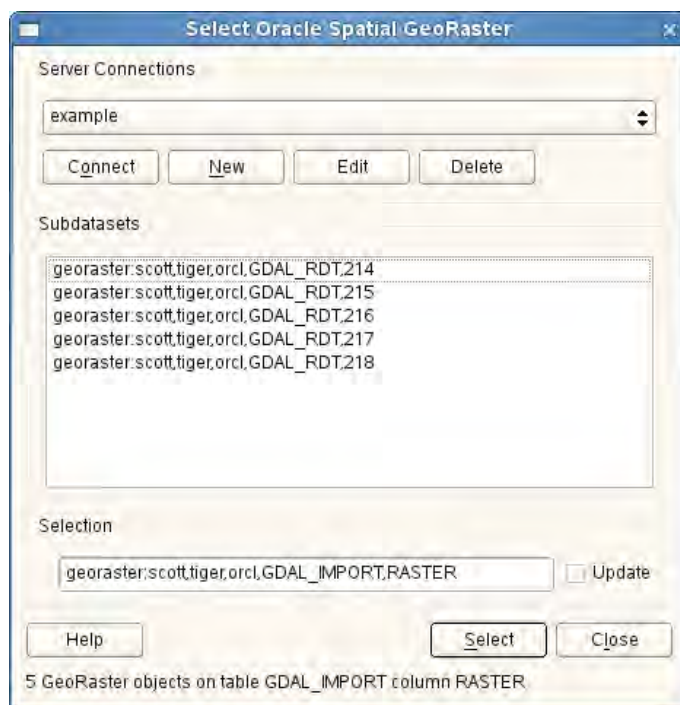 Select Oracle Spatial GeoRaster
Server Connections
example
Connect New Edit Delete
Subdatasets
georaster:scott,tiger,orcl,GDAL_RDT,214
georaster:scott,tiger,orcl,GDAL_RDT,215
georaster:scott,tiger,orcl,GDAL_RDT,216
georaster:scott,tiger,orcl,GDAL_RDT,217
georaster:scott,tiger,orcl,GDAL_RDT,218
Selection
georaster:scott,tiger,orcl,GDAL_IMPORT,RASTER Update
Help Select Close
5 GeoRaster objects on table GDAL_IMPORT column RASTER